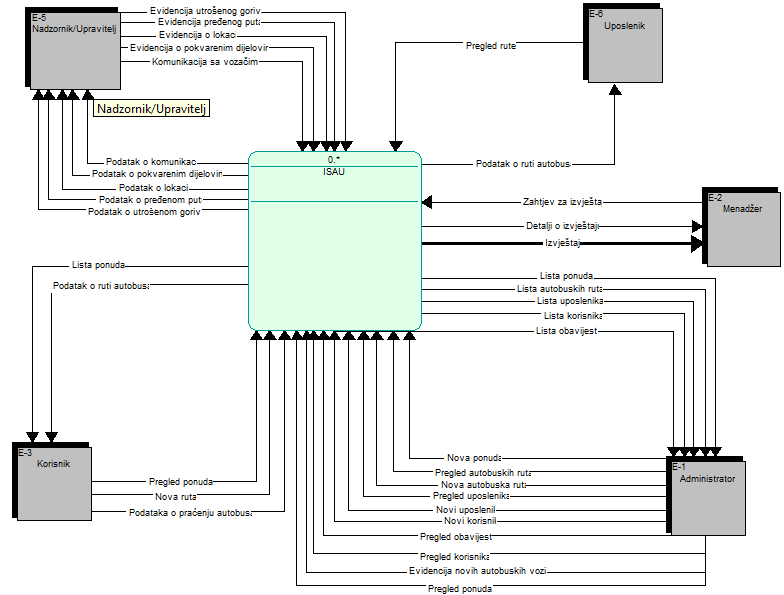 E-5
Nadzornik/Upravitelj
Evidencija utrošenog goriv
Evidencija pređenog puta
Evidencija o lokaci
Evidencija o pokvarenim dijelovir
Komunikacija sa vozačim
Nadzornik/Upravitelj
E-6
Uposlenik
Pregled rute
Podatak o komunikac
Podatak o pokvarenim dijelovin
Podatak o lokaci
Podatak o pređenom put
Podatak o utrošenom goriv
0.*
ISAU
Podatak o ruti autobus
E-2
Menadžer
Zahtjev za izvješta
Detalji o izvještaju
Izvještaj
Lista ponuda
Podatak o ruti autobusa
Lista ponuda
Lista autobuskih ruta
Lista uposlenika
Lista korisnika
Lista obavijest
E-3
Korisnik
Pregled ponuda
Nova ruta
Podataka o praćenju autobus
E-1
Administrator
Nova ponuda
Pregled autobuskih ruta
Nova autobuska ruta
Pregled uposlenika
Novi uposlenil
Novi korisnil
Pregled obavijest
Pregled korisnika
Evidencija novih autobuskih vozi
Pregled ponuda